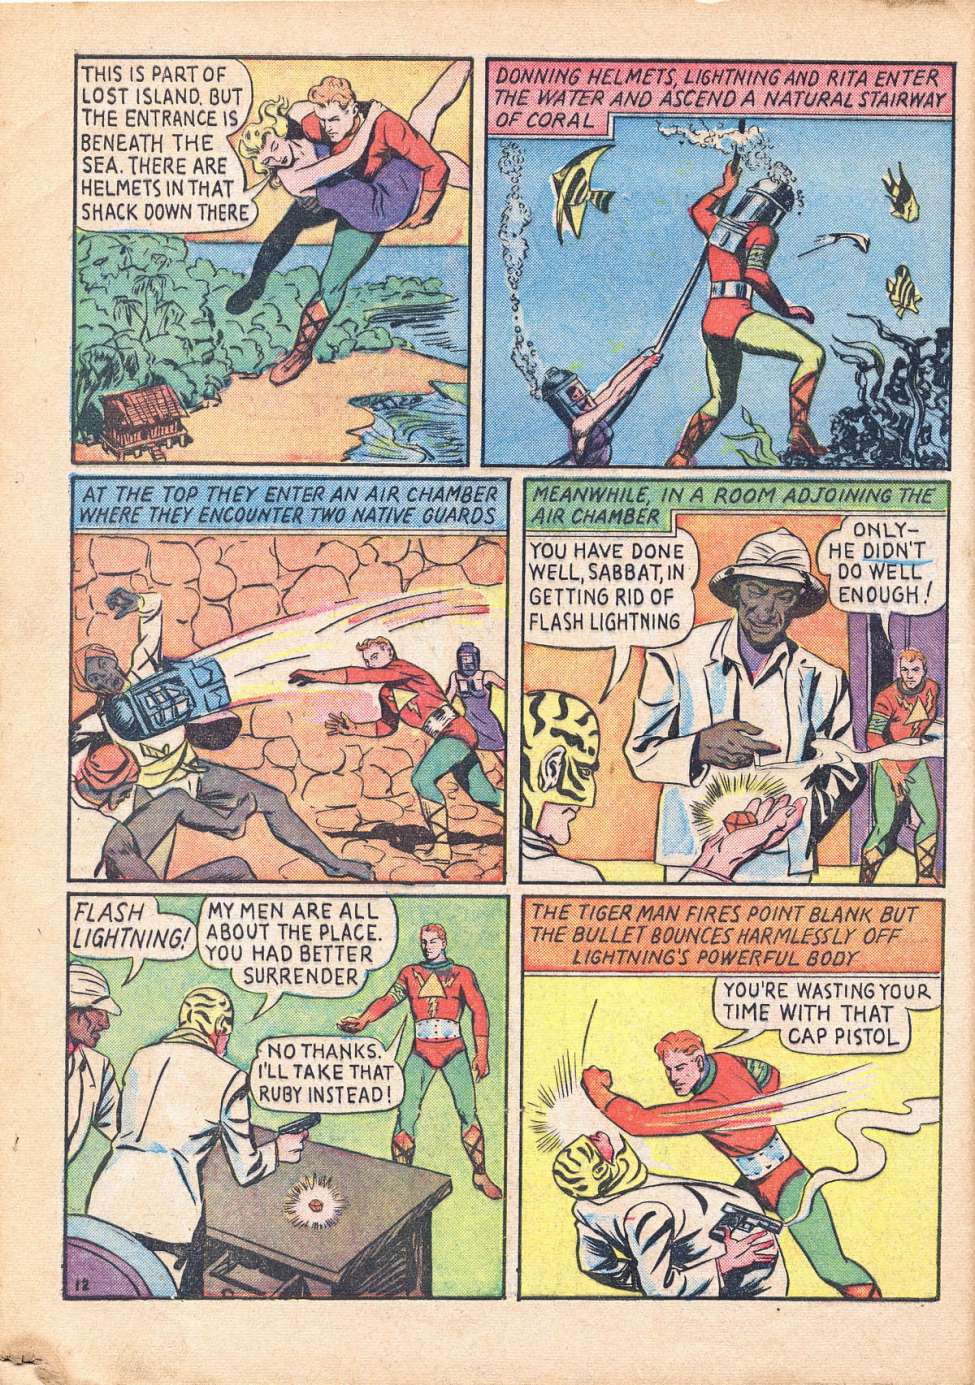 THIS IS PART OF
LOST ISLAND. BUT
THE ENTRANCE IS
BENEATH THE
SEA. THERE ARE
HELMETS IN THAT
SHACK DOWN THERE
DONNING HELMETS, LIGHTNING AND RITA ENTER
THE WATER AND ASCEND A NATURAL STAIRWAY
OF CORAL
AT THE TOP THEY ENTER AN AIR CHAMBER
WHERE THEY ENCOUNTER TWO NATIVE GUARDS
MEANWHILE, IN A ROOM ADJOINING THE
AIR CHAMBER
YOU HAVE DONE
WELL, SABBAT, IN
GETTING RID OF
FLASH LIGHTNING
ONLY-
HE DIDN'T
DO WELL
ENOUGH!
FLASH
LIGHTNING!
MY MEN ARE ALL
ABOUT THE PLACE.
YOU HAD BETTER
SURRENDER
NO THANKS.
I'LL TAKE THAT
RUBY INSTEAD!
12
THE TIGER MAN FIRES POINT BLANK BUT
THE BULLET BOUNCES HARMLESSLY OFF
LIGHTNING'S POWERFUL BODY
YOU'RE WASTING YOUR
TIME WITH THAT
CAP PISTOL